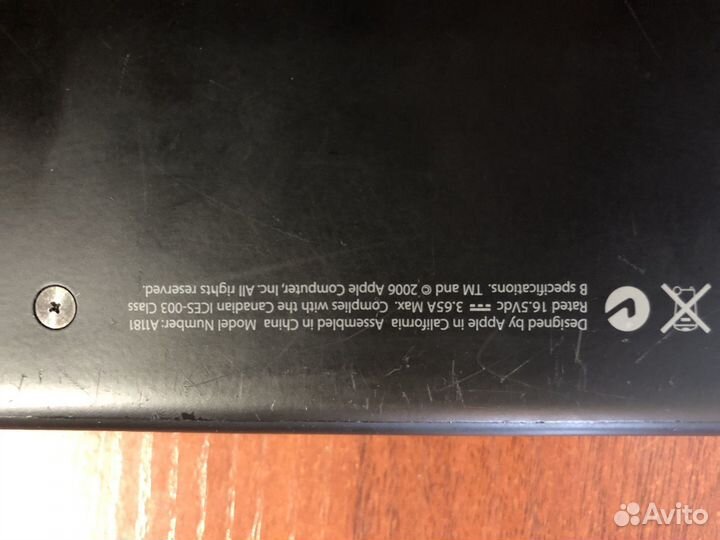 Designed by Apple in California Assembled in China Model Number: A1181
Rated 16.5Vdc ⎓ 3.65A Max. Complies with the Canadian ICES-003 Class
B specifications. TM and © 2006 Apple Computer, Inc. All rights reserved.
Avito